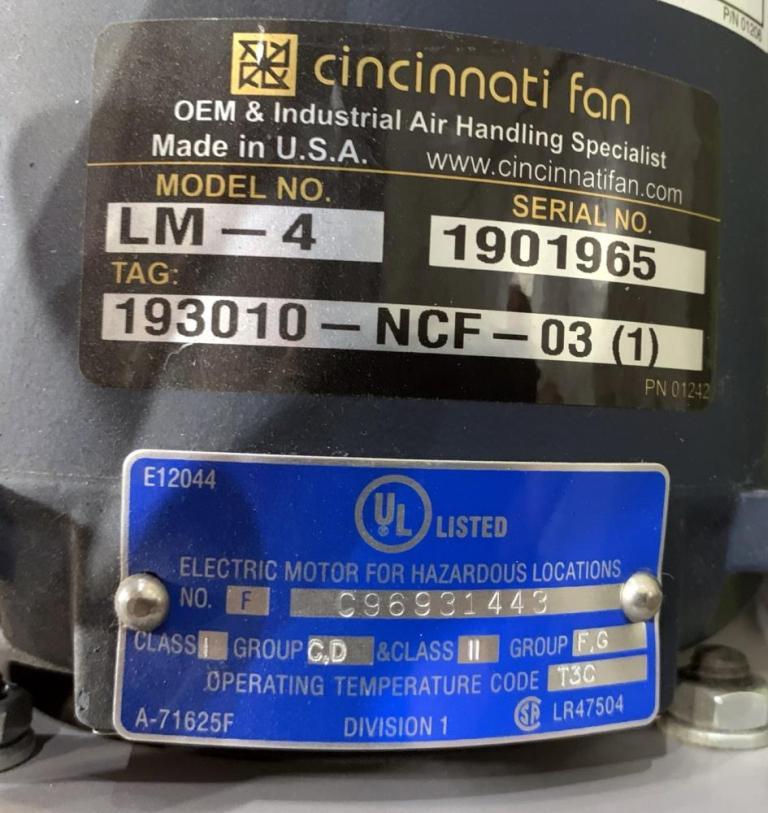 P/N 01206
cincinnati fan
OEM & Industrial Air Handling Specialist
Made in U.S.A. www.cincinnatifan.com
MODEL NO. SERIAL NO.
LM-4 1901965
TAG:
193010-NCF-03 (1)
PN 01242
E12044
UL LISTED
ELECTRIC MOTOR FOR HAZARDOUS LOCATIONS
NO. F C96931443
CLASS I GROUP C,D & CLASS II GROUP F,G
OPERATING TEMPERATURE CODE T3C
A-71625F DIVISION 1 SA LR47504